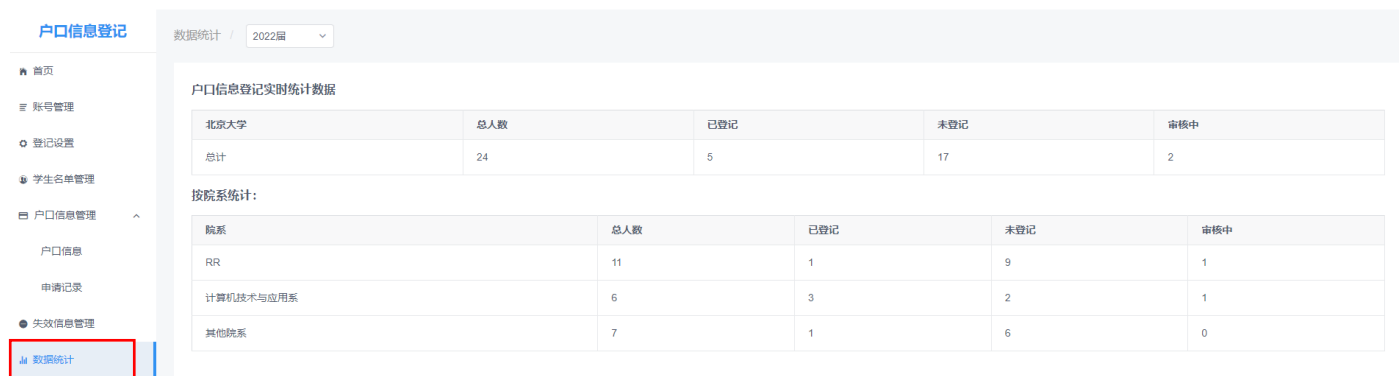 户口信息登记
首页
账号管理
登记设置
学生名单管理
户口信息管理
户口信息
申请记录
失效信息管理
数据统计
数据统计 / 2022届
户口信息登记实时统计数据
北京大学 总人数 已登记 未登记 审核中
总计 24 5 17 2
按院系统计：
院系 总人数 已登记 未登记 审核中
RR 11 1 9 1
计算机技术与应用系 6 3 2 1
其他院系 7 1 6 0